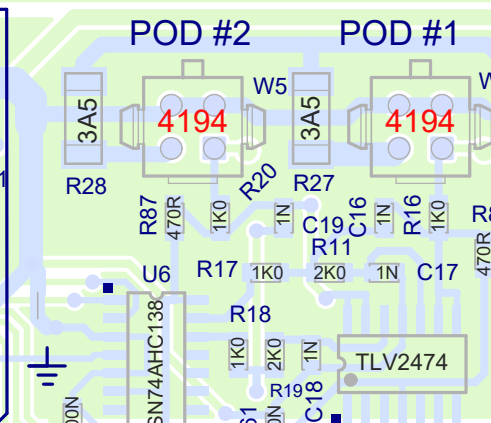 POD #2 POD #1
W5 W
3A5 4194 3A5 4194
R28 R20 R27
R87 470R 1K0 1N C19 C16 1N R16 1K0 R8
R11 470R
U6 R17 1K0 2K0 1N C17
R18
SN74AHC138 1K0 2K0 1N TLV2474
R19 C18